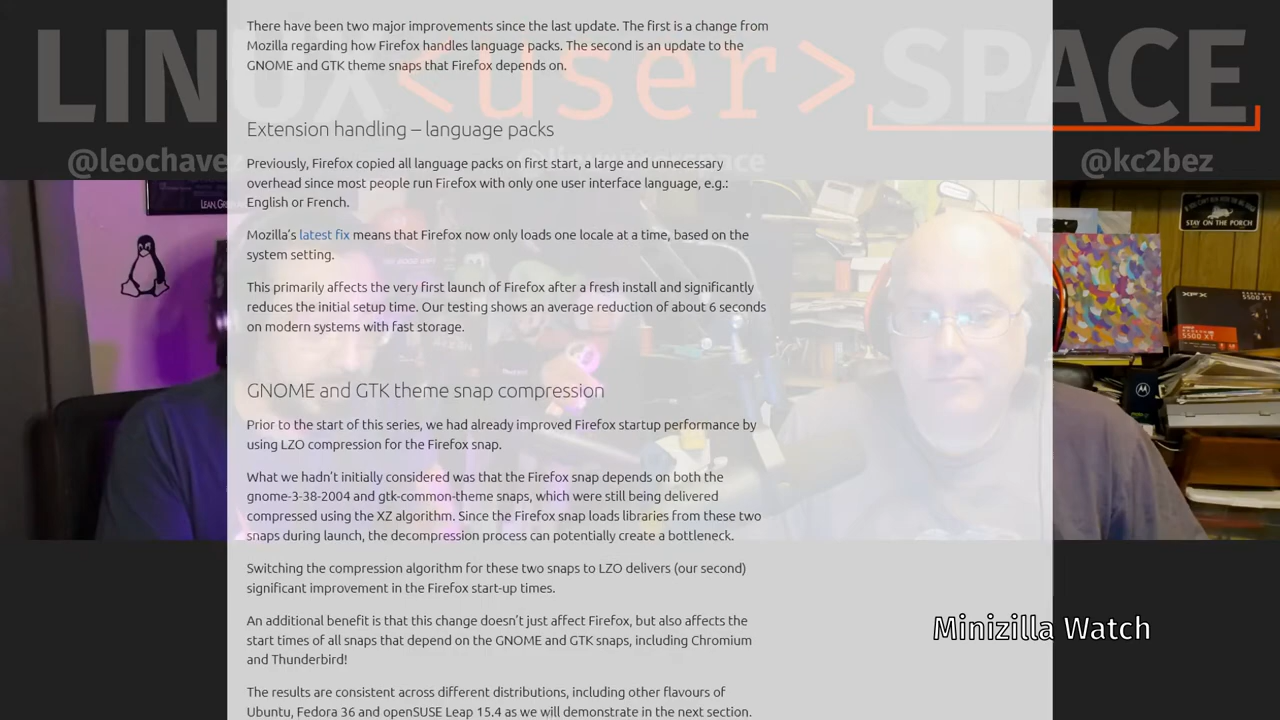 There have been two major improvements since the last update. The first is a change from
Mozilla regarding how Firefox handles language packs. The second is an update to the
GNOME and GTK theme snaps that Firefox depends on.
LINUX <user> SPACE
Extension handling – language packs
@leochavez
@kc2bez
Previously, Firefox copied all language packs on first start, a large and unnecessary
overhead since most people run Firefox with only one user interface language, e.g.:
English or French.
Mozilla's latest fix means that Firefox now only loads one locale at a time, based on the
system setting.
This primarily affects the very first launch of Firefox after a fresh install and significantly
reduces the initial setup time. Our testing shows an average reduction of about 6 seconds
on modern systems with fast storage.
GNOME and GTK theme snap compression
Prior to the start of this series, we had already improved Firefox startup performance by
using LZO compression for the Firefox snap.
What we hadn't initially considered was that the Firefox snap depends on both the
gnome-3-38-2004 and gtk-common-theme snaps, which were still being delivered
compressed using the XZ algorithm. Since the Firefox snap loads libraries from these two
snaps during launch, the decompression process can potentially create a bottleneck.
Switching the compression algorithm for these two snaps to LZO delivers (our second)
significant improvement in the Firefox start-up times.
An additional benefit is that this change doesn't just affect Firefox, but also affects the
start times of all snaps that depend on the GNOME and GTK snaps, including Chromium
and Thunderbird!
The results are consistent across different distributions, including other flavours of
Ubuntu, Fedora 36 and openSUSE Leap 15.4 as we will demonstrate in the next section.
STAY ON THE PORCH
XFX
5500 XT
5500 XT
Minizilla Watch